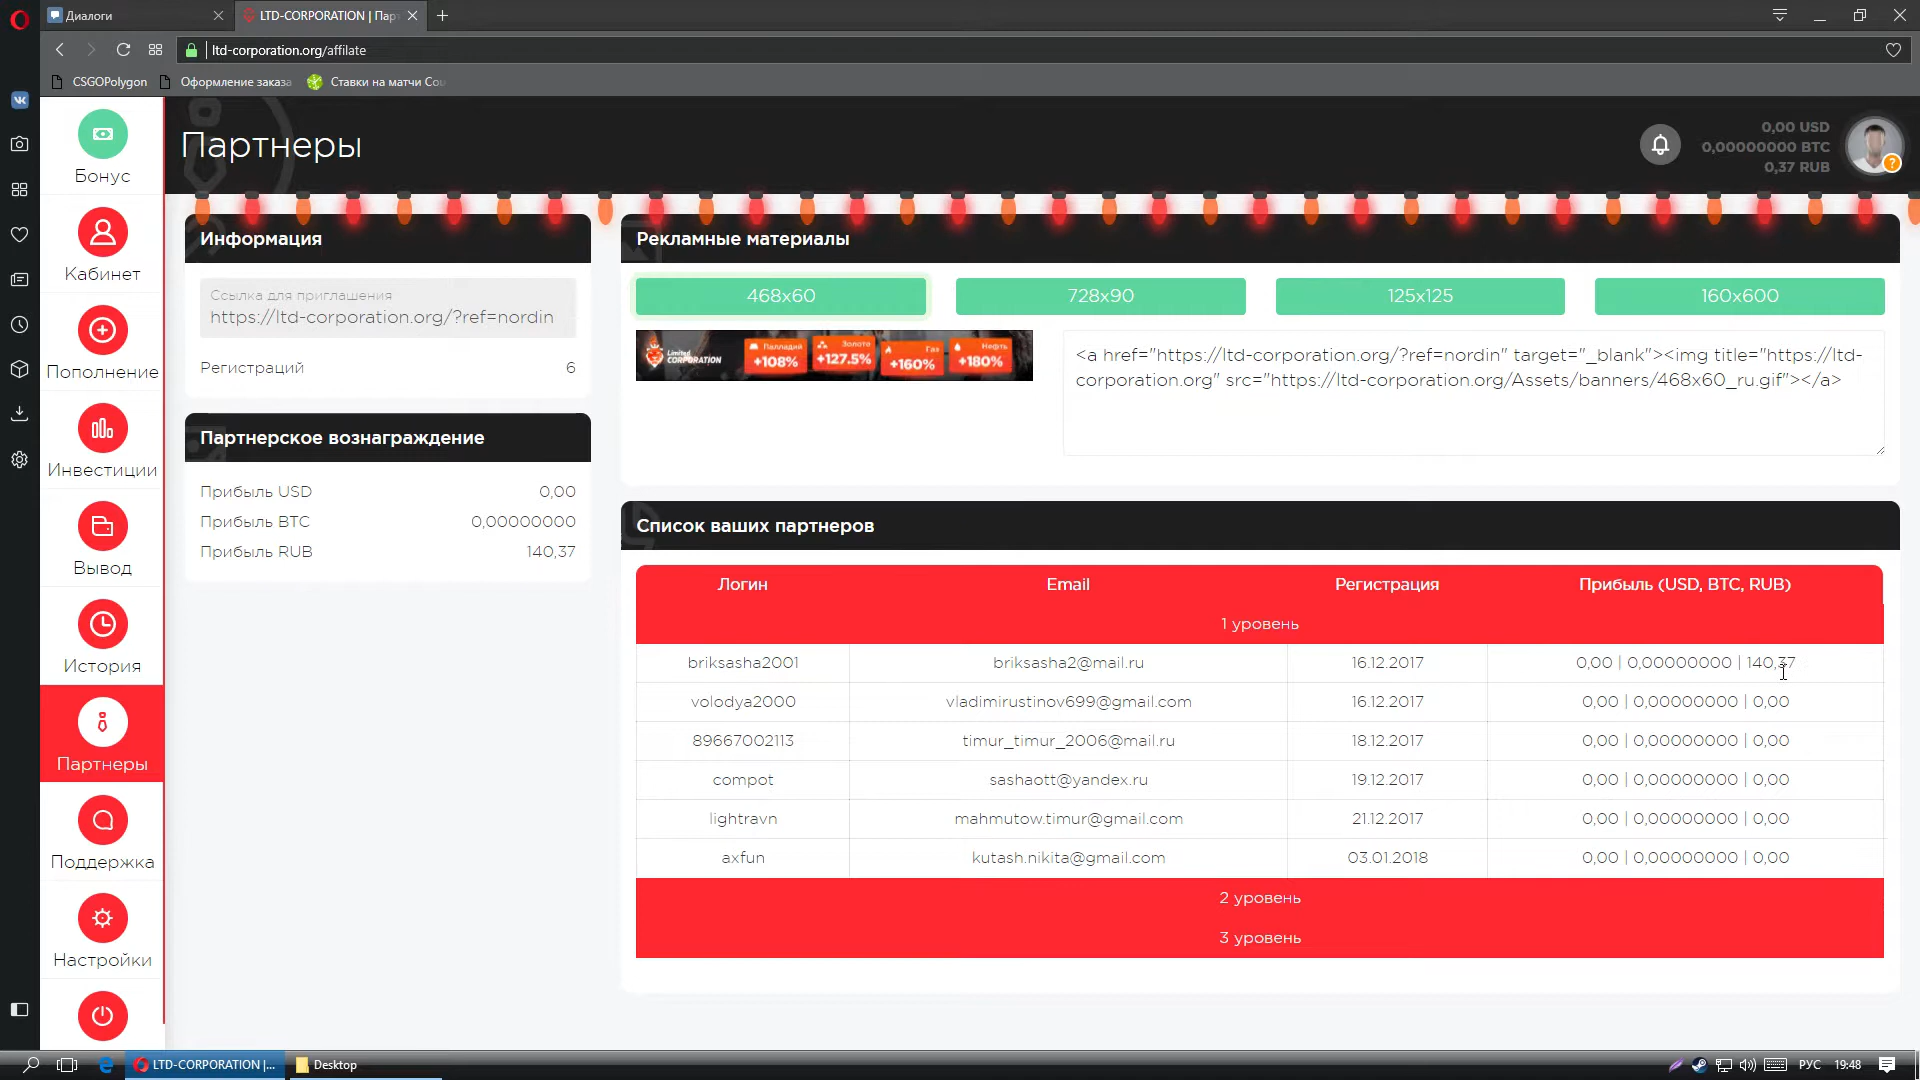 Диалоги
LTD-CORPORATION | Пар
ltd-corporation.org/affilate
CSGOPolygon
Оформление заказа
Ставки на матчи Cou
Бонус
Кабинет
Пополнение
Инвестиции
Вывод
История
Партнеры
Поддержка
Настройки
Партнеры
0,00 USD
0,00000000 BTC
0,37 RUB
?
Информация
Ссылка для приглашения
https://ltd-corporation.org/?ref=nordin
Регистраций 6
Партнерское вознаграждение
Прибыль USD 0,00
Прибыль BTC 0,00000000
Прибыль RUB 140,37
Рекламные материалы
468x60 728x90 125x125 160x600
Limited CORPORATION
Палладий +108%
Золото +127.5%
Газ +160%
Нефть +180%
<a href="https://ltd-corporation.org/?ref=nordin" target="_blank"><img title="https://ltd-
corporation.org" src="https://ltd-corporation.org/Assets/banners/468x60_ru.gif"></a>
Список ваших партнеров
Логин Email Регистрация Прибыль (USD, BTC, RUB)
1 уровень
briksasha2001 briksasha2@mail.ru 16.12.2017 0,00 | 0,00000000 | 140,37
volodya2000 vladimirustinov699@gmail.com 16.12.2017 0,00 | 0,00000000 | 0,00
89667002113 timur_timur_2006@mail.ru 18.12.2017 0,00 | 0,00000000 | 0,00
compot sashaott@yandex.ru 19.12.2017 0,00 | 0,00000000 | 0,00
lightravn mahmutow.timur@gmail.com 21.12.2017 0,00 | 0,00000000 | 0,00
axfun kutash.nikita@gmail.com 03.01.2018 0,00 | 0,00000000 | 0,00
2 уровень
3 уровень
LTD-CORPORATION |...
Desktop
РУС
19:48